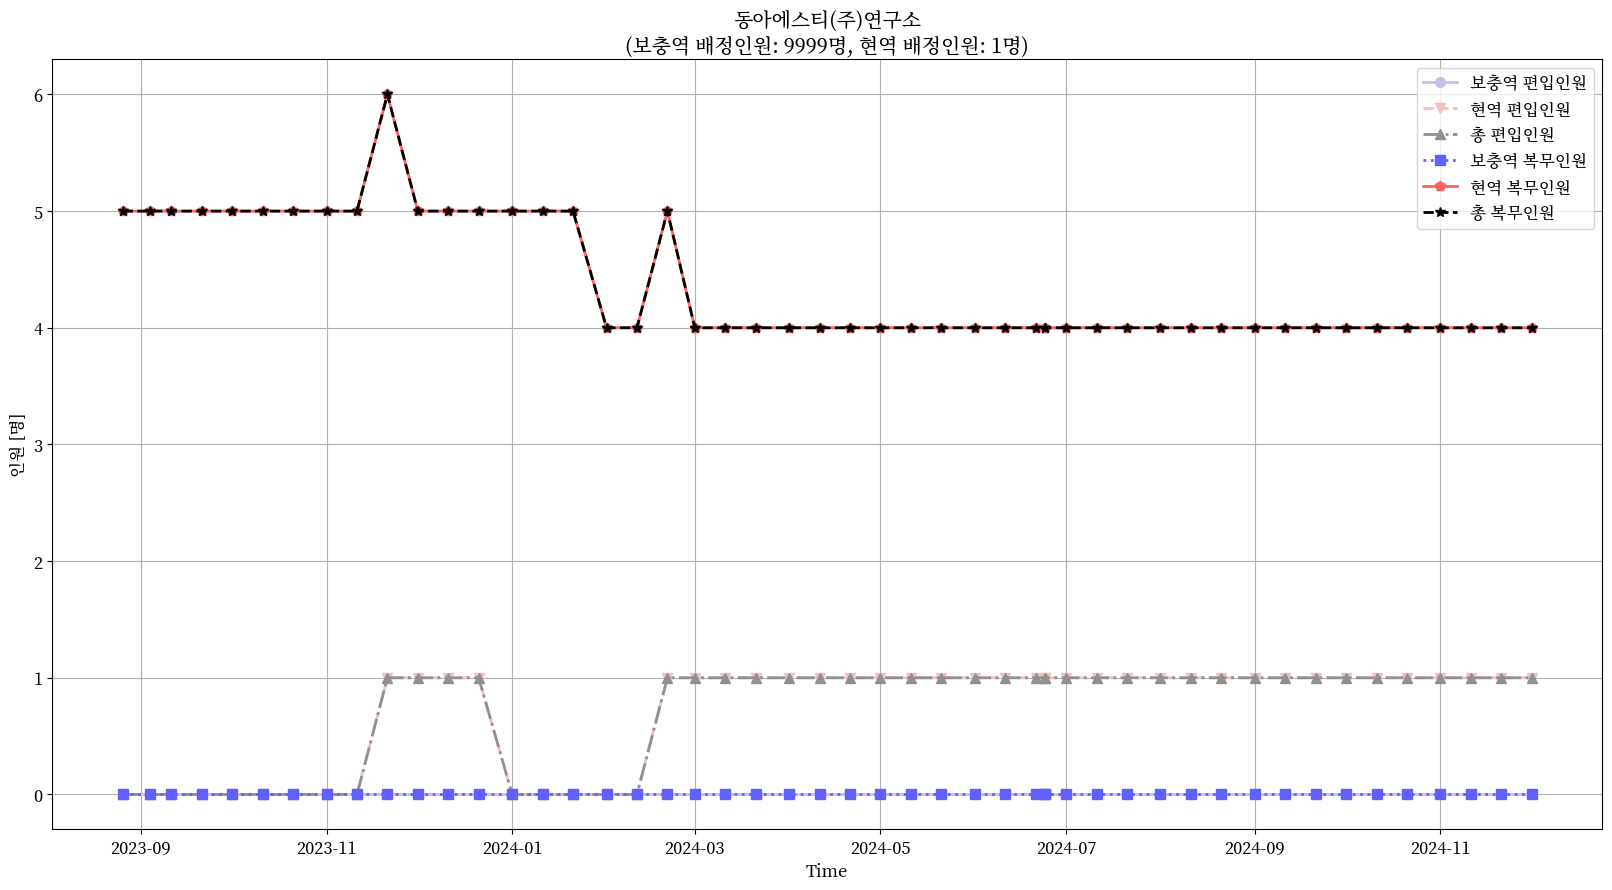 동아에스티(주)연구소
(보충역 배정인원: 9999명, 현역 배정인원: 1명)
보충역 편입인원
현역 편입인원
총 편입인원
보충역 복무인원
현역 복무인원
총 복무인원
인원 [명]
6
5
4
3
2
1
0
2023-09
2023-11
2024-01
2024-03
2024-05
2024-07
2024-09
2024-11
Time